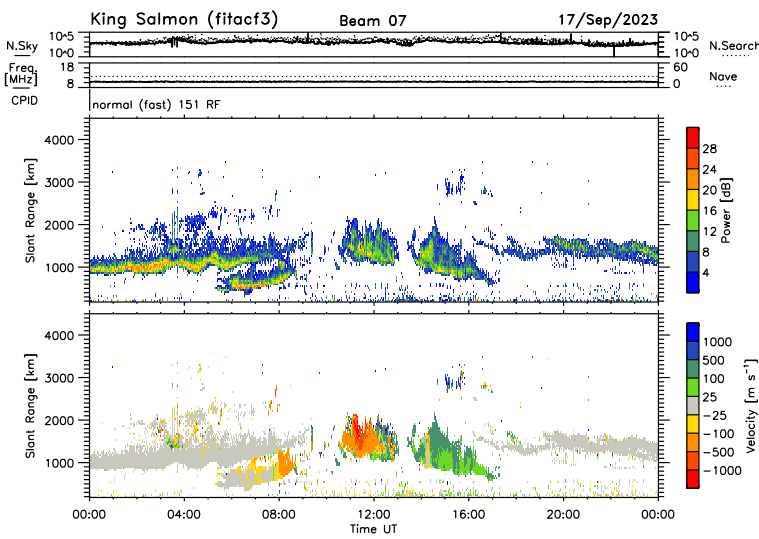 King Salmon (fitacf3)
Beam 07
17/Sep/2023
N.Sky
10^5
10^0
10^5
10^0
N.Search
Freq.
[MHz]
18
8
60
0
Nave
CPID
normal (fast) 151 RF
Slant Range [km]
4000
3000
2000
1000
28
24
20
16
12
8
4
Power [dB]
Slant Range [km]
4000
3000
2000
1000
1000
500
100
25
-25
-100
-500
-1000
Velocity [m s⁻¹]
00:00
04:00
08:00
12:00
16:00
20:00
00:00
Time UT